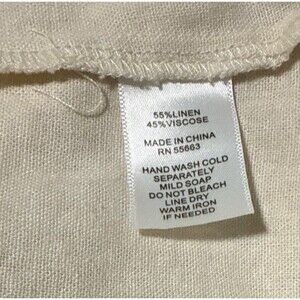 55%LINEN
45%VISCOSE
MADE IN CHINA
RN 55663
HAND WASH COLD
SEPARATELY
MILD SOAP
DO NOT BLEACH
LINE DRY
WARM IRON
IF NEEDED